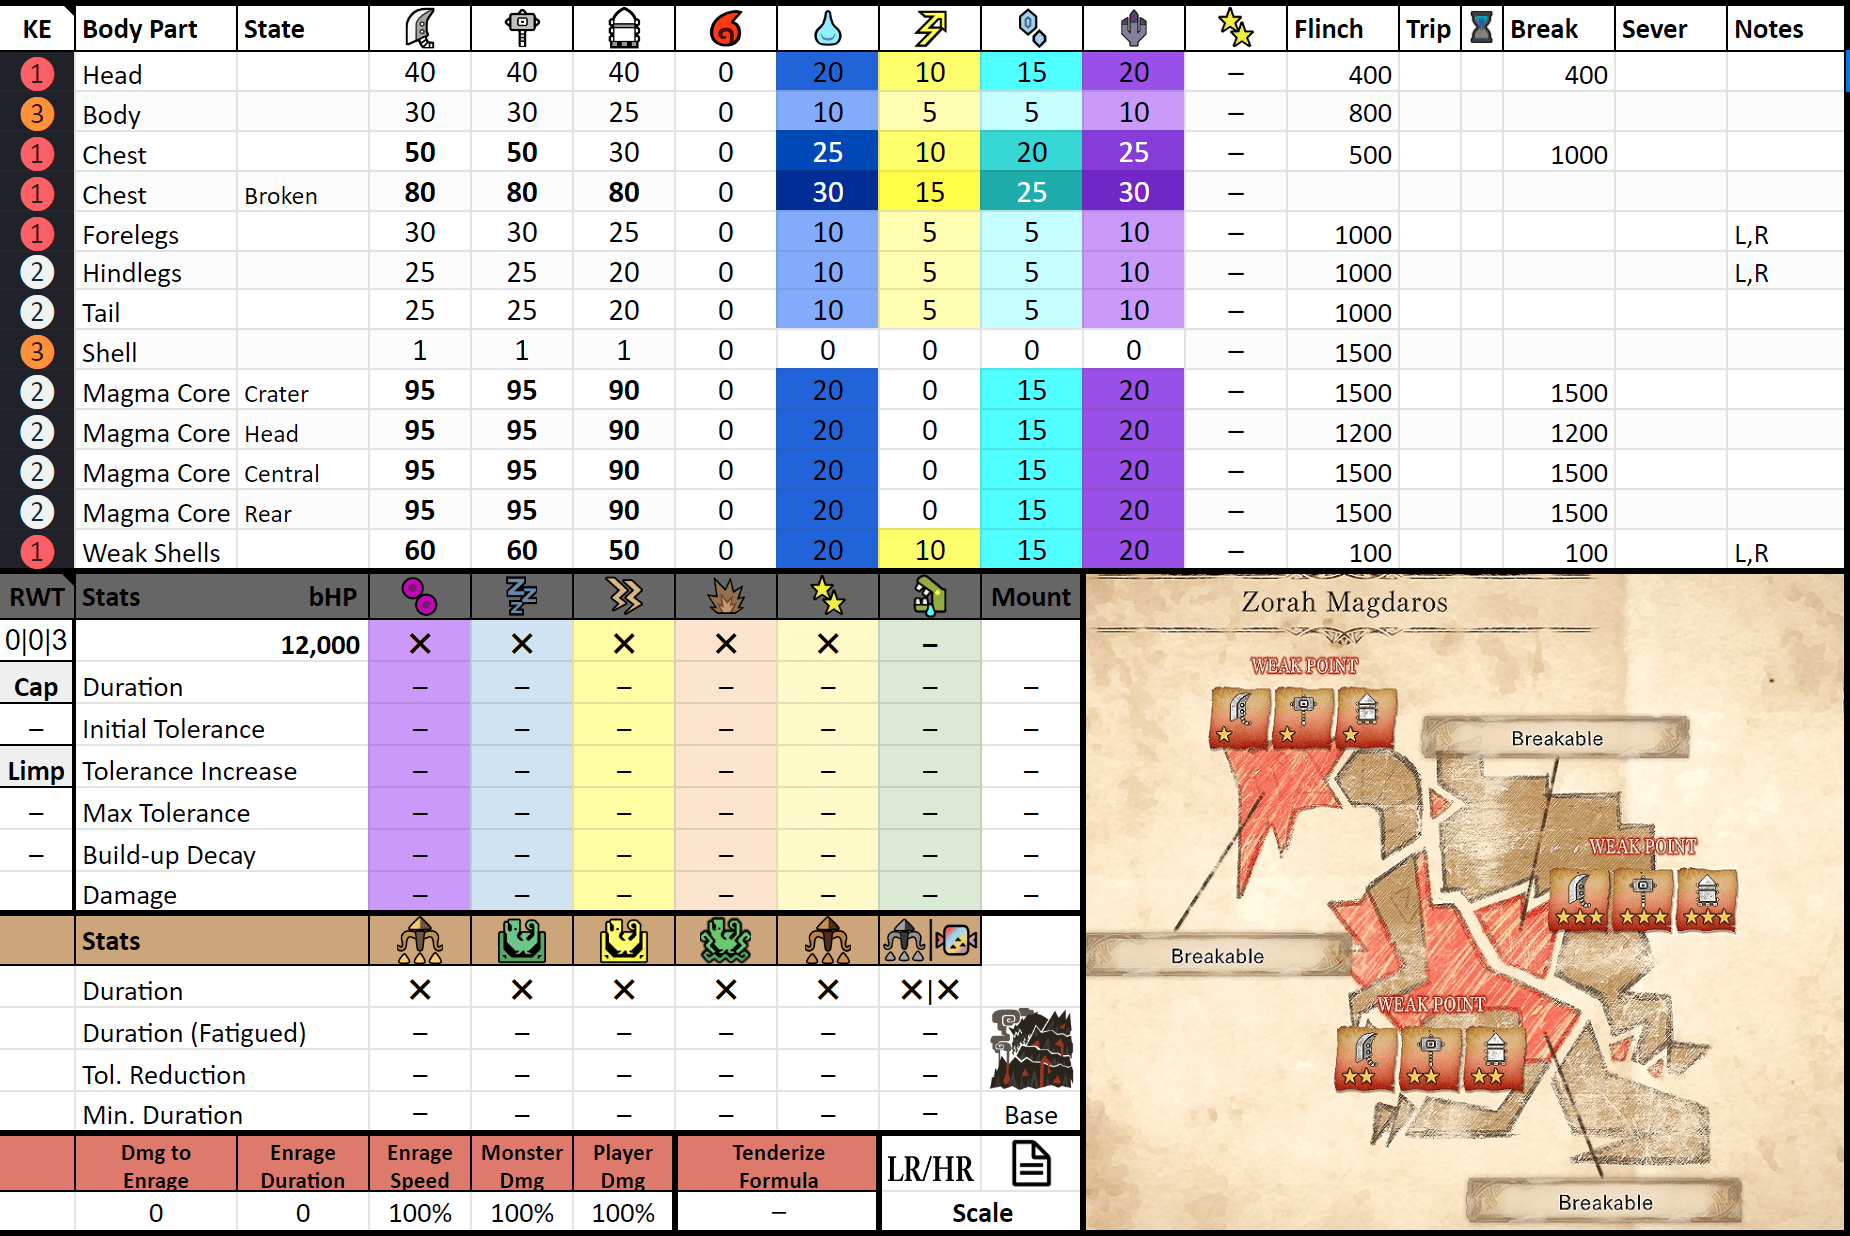 KE Body Part State Flinch Trip Break Sever Notes
1 Head 40 40 40 0 20 10 15 20 – 400 400
3 Body 30 30 25 0 10 5 5 10 – 800
1 Chest 50 50 30 0 25 10 20 25 – 500 1000
1 Chest Broken 80 80 80 0 30 15 25 30 –
1 Forelegs 30 30 25 0 10 5 5 10 – 1000 L,R
2 Hindlegs 25 25 20 0 10 5 5 10 – 1000 L,R
2 Tail 25 25 20 0 10 5 5 10 – 1000
3 Shell 1 1 1 0 0 0 0 0 – 1500
2 Magma Core Crater 95 95 90 0 20 0 15 20 – 1500 1500
2 Magma Core Head 95 95 90 0 20 0 15 20 – 1200 1200
2 Magma Core Central 95 95 90 0 20 0 15 20 – 1500 1500
2 Magma Core Rear 95 95 90 0 20 0 15 20 – 1500 1500
1 Weak Shells 60 60 50 0 20 10 15 20 – 100 100 L,R
RWT Stats bHP Mount
0|0|3 12,000 ✕ ✕ ✕ ✕ ✕ –
Cap Duration – – – – – – –
– Initial Tolerance – – – – – – –
Limp Tolerance Increase – – – – – – –
– Max Tolerance – – – – – – –
– Build-up Decay – – – – – – –
Damage – – – – – – –
Stats
Duration ✕ ✕ ✕ ✕ ✕ ✕|✕
Duration (Fatigued) – – – – – –
Tol. Reduction – – – – – –
Min. Duration – – – – – – Base
Dmg to Enrage
Enrage Duration
Enrage Speed
Monster Dmg
Player Dmg
Tenderize Formula
LR/HR
0 0 100% 100% 100% – Scale
Zorah Magdaros
WEAK POINT
Breakable
WEAK POINT
Breakable
WEAK POINT
Breakable